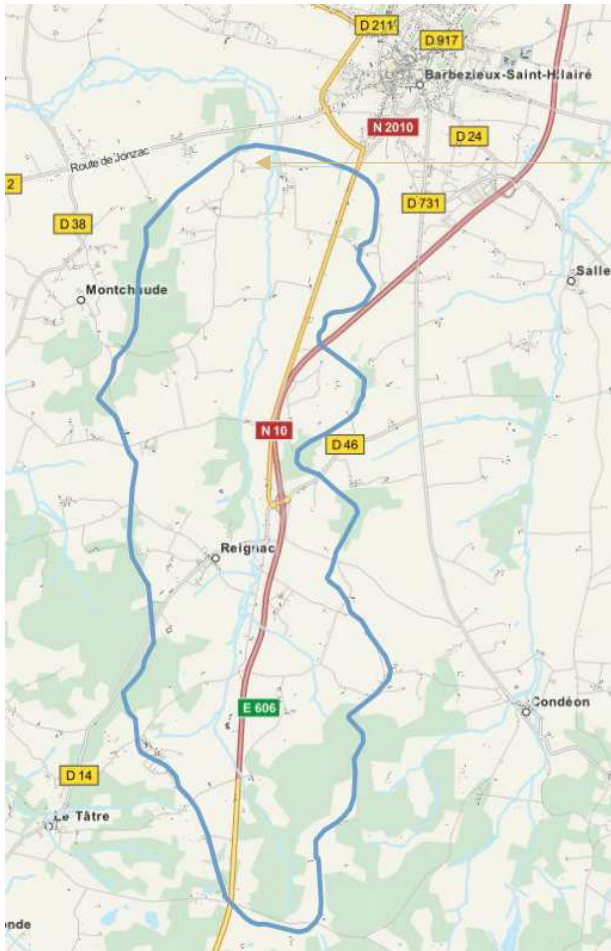 D 211
D 917
Barbezieux-Saint-Hilaire
N 2010
D 24
Route de Jonzac
2
D 731
D 38
Salle
Montchaude
N 10
D 46
Reignac
E 606
Condéon
D 14
Le Tâtre
onde